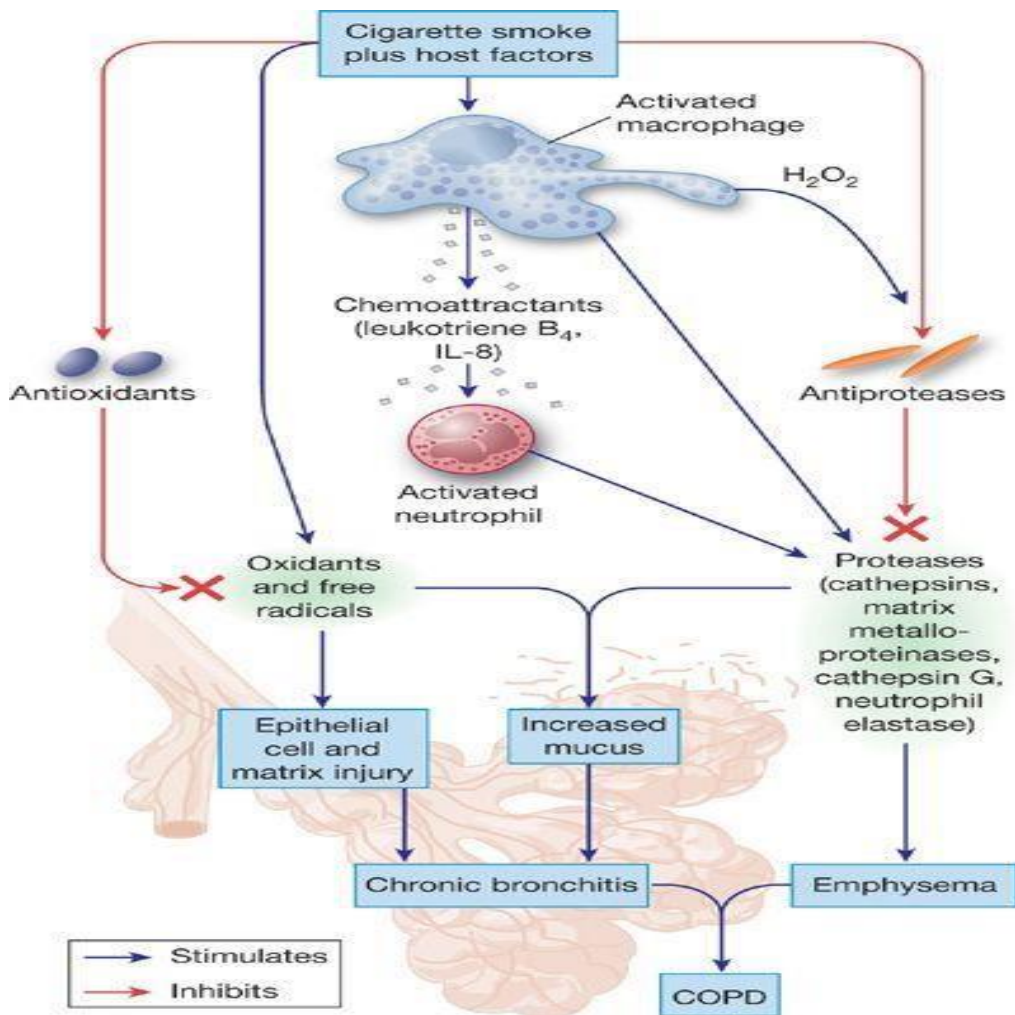 Cigarette smoke
plus host factors
Activated
macrophage
H₂O₂
Chemoattractants
(leukotriene B₄,
IL-8)
Antioxidants
Antiproteases
Activated
neutrophil
Oxidants
and free
radicals
Proteases
(cathepsins,
matrix
metallo-
proteinases,
cathepsin G,
neutrophil
elastase)
Epithelial
cell and
matrix injury
Increased
mucus
Chronic bronchitis
Emphysema
Stimulates
Inhibits
COPD